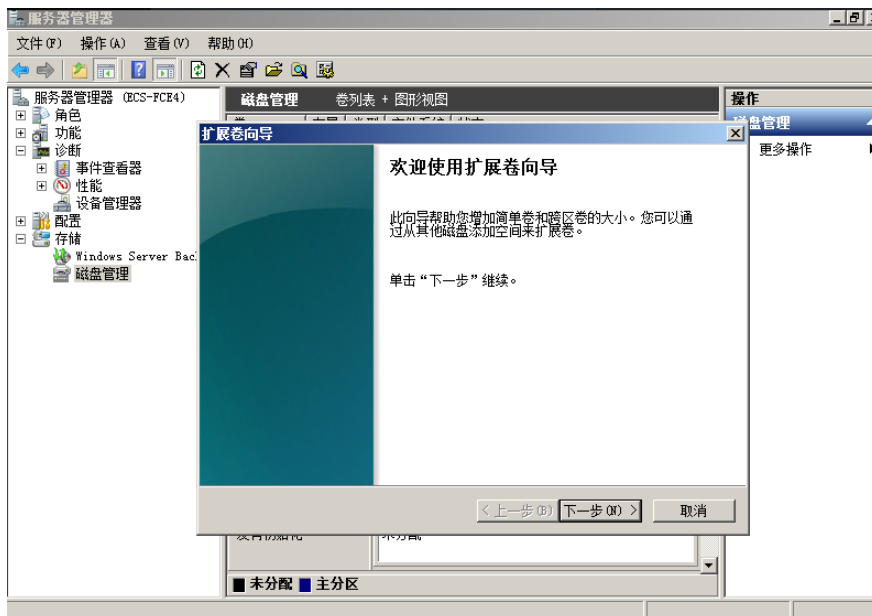 服务器管理器
文件(F) 操作(A) 查看(V) 帮助(H)
服务器管理器 (ECS-FCE4)
角色
功能
诊断
事件查看器
性能
设备管理器
配置
存储
Windows Server Bac
磁盘管理
磁盘管理 卷列表 + 图形视图
扩展卷向导
欢迎使用扩展卷向导
此向导帮助您增加简单卷和跨区卷的大小。您可以通
过从其他磁盘添加空间来扩展卷。
单击“下一步”继续。
<上一步(B) 下一步(N) > 取消
未分配 主分区
操作
磁盘管理
更多操作